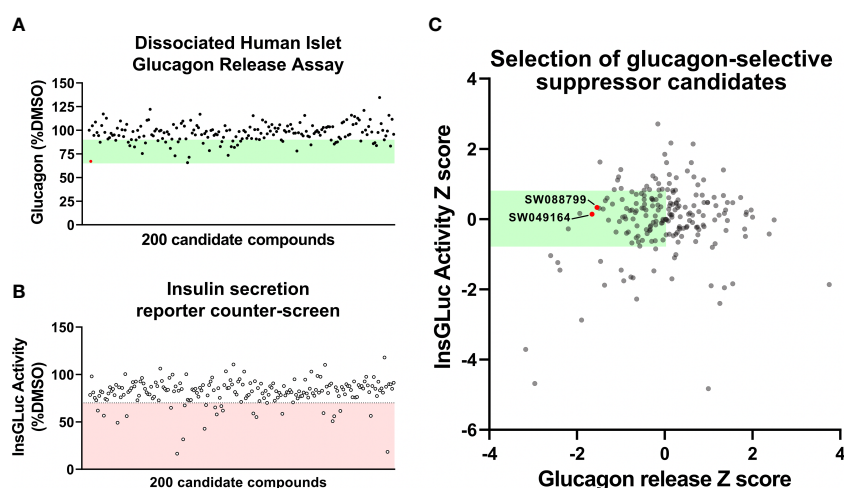 A
Dissociated Human Islet
Glucagon Release Assay
Glucagon (%DMSO)
150
125
100
75
50
25
0
200 candidate compounds
B
Insulin secretion
reporter counter-screen
InsGLuc Activity
(%DMSO)
150
100
50
0
200 candidate compounds
C
Selection of glucagon-selective
suppressor candidates
InsGLuc Activity Z score
4
2
0
-2
-4
-6
SW088799
SW049164
-4
-2
0
2
4
Glucagon release Z score